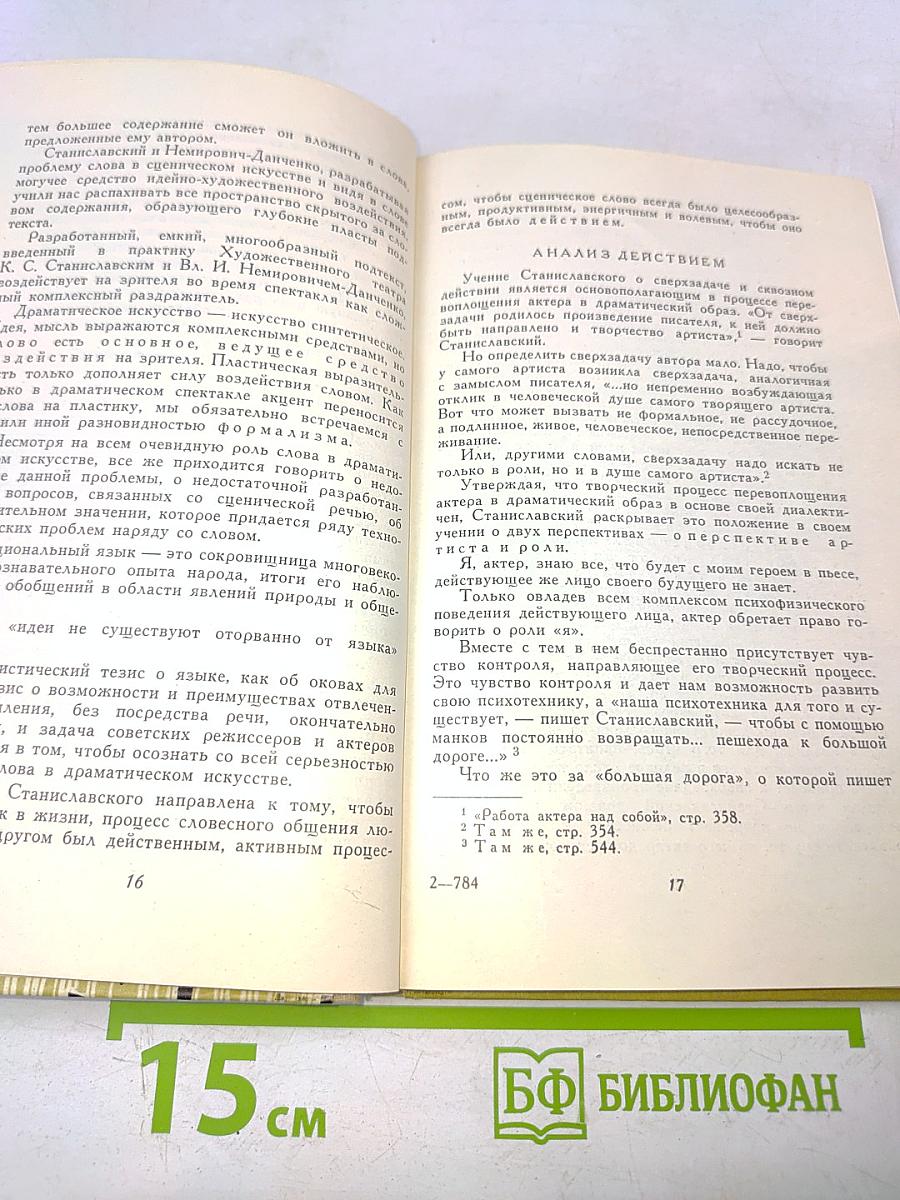 тем большее содержание сможет он вложить в слова,
предложенные ему автором.
Станиславский и Немирович-Данченко, разрабатывая
проблему слова в сценическом искусстве и видя в слове
могучее средство идейно-художественного воздействия,
учили нас распахивать все пространство скрытого за сло-
вом содержания, образующего глубокие пласты под-
текста.
Разработанный, емкий, многообразный подтекст,
введенный в практику Художественного театра
К. С. Станиславским и Вл. И. Немировичем-Данченко,
воздействует на зрителя во время спектакля как слож-
ный комплексный раздражитель.
Драматическое искусство — искусство синтетическое.
дея, мысль выражаются комплексными средствами, но
лово есть основное, ведущее средство
здействия на зрителя. Пластическая выразитель-
сть только дополняет силу воздействия словом. Как
лько в драматическом спектакле акцент переносится
слова на пластику, мы обязательно встречаемся с
или иной разновидностью формализма.
Несмотря на всем очевидную роль слова в драмати-
ом искусстве, все же приходится говорить о недо-
е данной проблемы, о недостаточной разработан-
вопросов, связанных со сценической речью, об
ительном значении, которое придается ряду техно-
ских проблем наряду со словом.
циональный язык — это сокровищница многовеко-
ознавательного опыта народа, итоги его наблю-
обобщений в области явлений природы и обще-
«идеи не существуют оторванно от языка»
истический тезис о языке, как об оковах для
зис о возможности и преимуществах отвлечен-
ления, без посредства речи, окончательно
, и задача советских режиссеров и актеров
я в том, чтобы осознать со всей серьезностью
лова в драматическом искусстве.
Станиславского направлена к тому, чтобы
к в жизни, процесс словесного общения лю-
другом был действенным, активным процес-
16
сом, чтобы сценическое слово всегда было целесообраз-
ным, продуктивным, энергичным и волевым, чтобы оно
всегда было действием.
АНАЛИЗ ДЕЙСТВИЕМ
Учение Станиславского о сверхзадаче и сквозном
действии является основополагающим в процессе пере-
воплощения актера в драматический образ. «От сверх-
задачи родилось произведение писателя, к ней должно
быть направлено и творчество артиста»,¹ — говорит
Станиславский.
Но определить сверхзадачу автора мало. Надо, чтобы
у самого артиста возникла сверхзадача, аналогичная
с замыслом писателя, «...но непременно возбуждающая
отклик в человеческой душе самого творящего артиста.
Вот что может вызвать не формальное, не рассудочное,
а подлинное, живое, человеческое, непосредственное пере-
живание.
Или, другими словами, сверхзадачу надо искать не
только в роли, но и в душе самого артиста».²
Утверждая, что творческий процесс перевоплощения
актера в драматический образ в основе своей диалекти-
чен, Станиславский раскрывает это положение в своем
учении о двух перспективах — о перспективе ар-
тиста и роли.
Я, актер, знаю все, что будет с моим героем в пьесе,
действующее же лицо своего будущего не знает.
Только овладев всем комплексом психофизического
поведения действующего лица, актер обретает право го-
ворить о роли «я».
Вместе с тем в нем беспрестанно присутствует чув-
ство контроля, направляющее его творческий процесс.
Это чувство контроля и дает нам возможность развить
свою психотехнику, а «наша психотехника для того и су-
ществует, — пишет Станиславский, — чтобы с помощью
манков постоянно возвращать... пешехода к большой
дороге...» ³
Что же это за «большая дорога», о которой пишет
¹ «Работа актера над собой», стр. 358.
² Там же, стр. 354.
³ Там же, стр. 544.
2—784
17
15 см
БФ БИБЛИОФАН